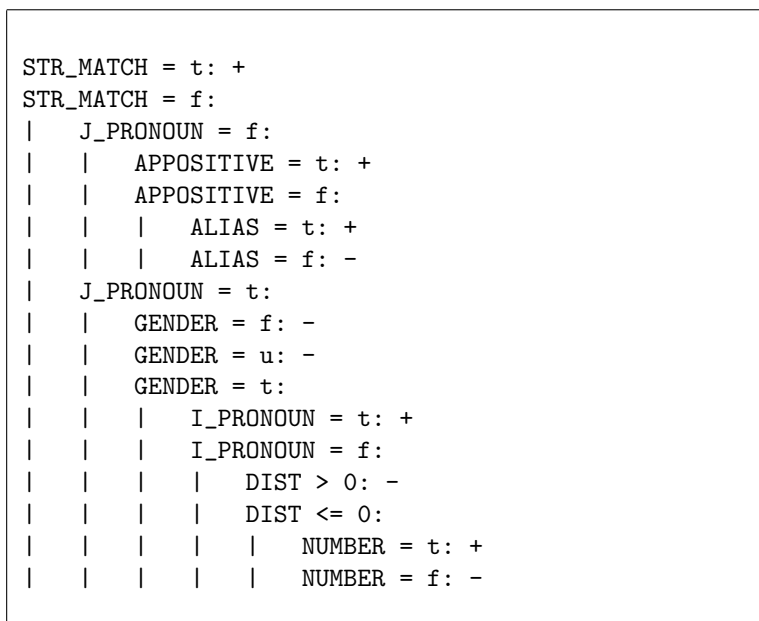 STR_MATCH = t: +
STR_MATCH = f:
|   J_PRONOUN = f:
|   |   APPOSITIVE = t: +
|   |   APPOSITIVE = f:
|   |   |   ALIAS = t: +
|   |   |   ALIAS = f: -
|   J_PRONOUN = t:
|   |   GENDER = f: -
|   |   GENDER = u: -
|   |   GENDER = t:
|   |   |   I_PRONOUN = t: +
|   |   |   I_PRONOUN = f:
|   |   |   |   DIST > 0: -
|   |   |   |   DIST <= 0:
|   |   |   |   |   NUMBER = t: +
|   |   |   |   |   NUMBER = f: -